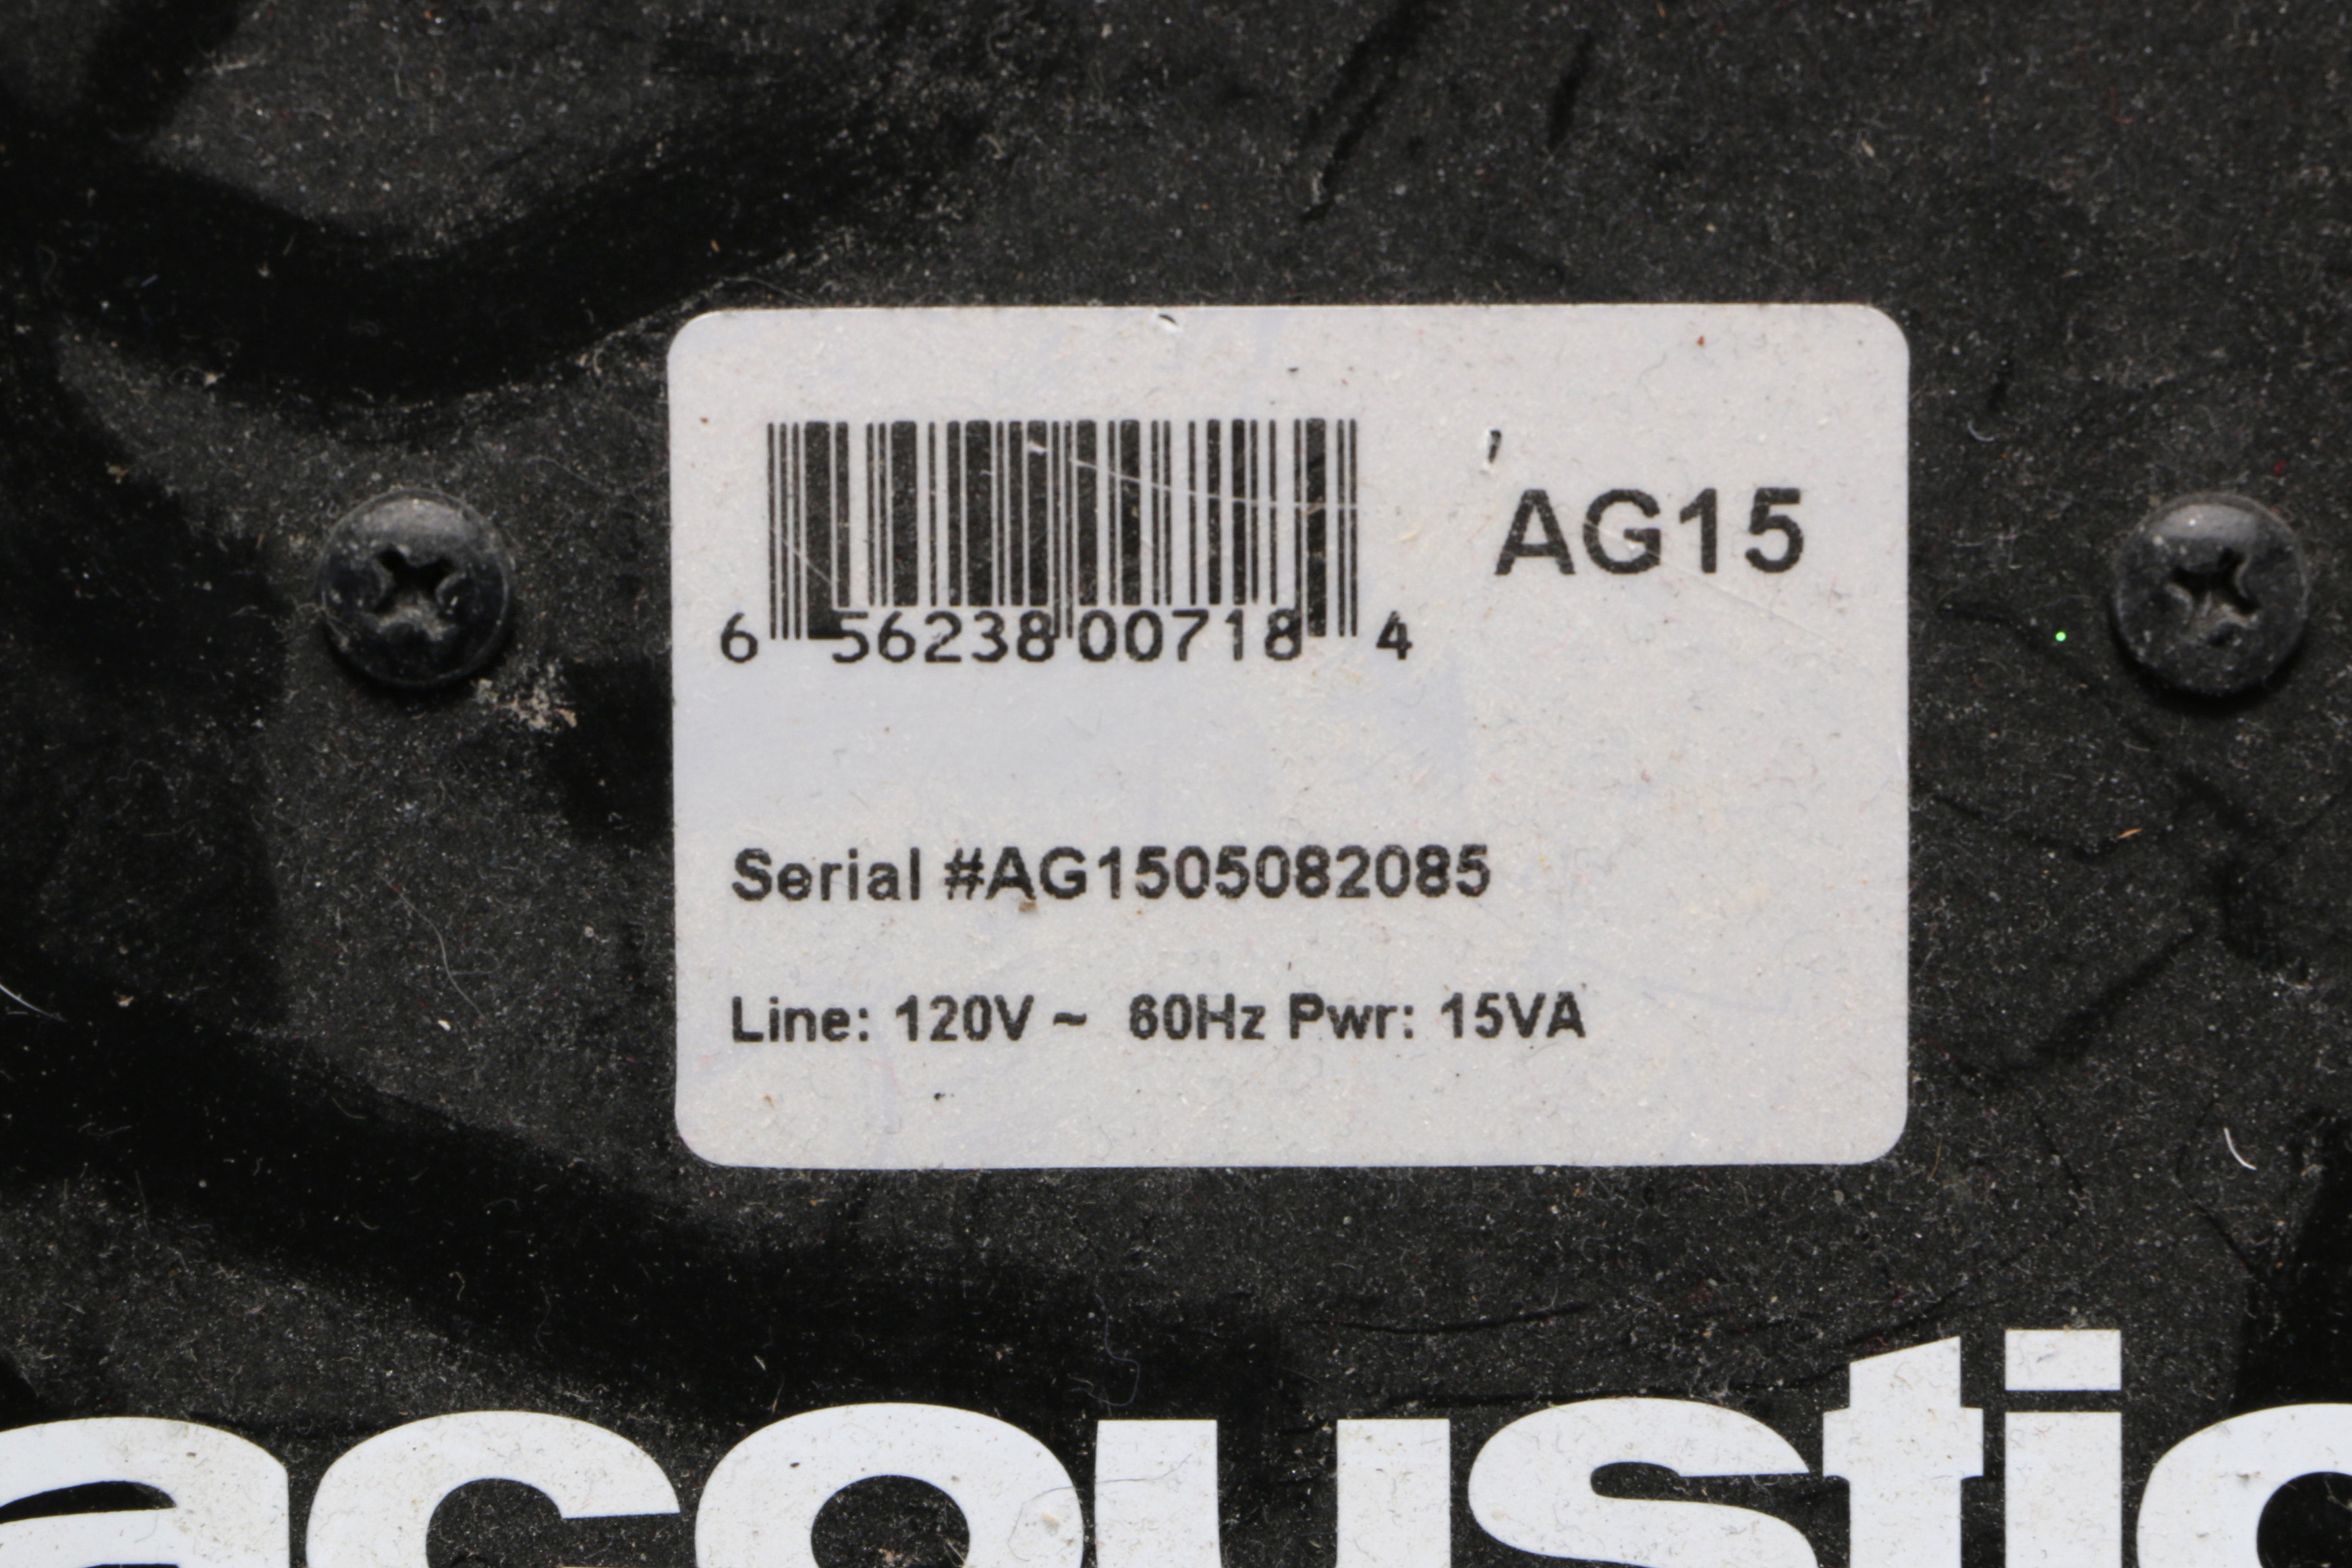 AG15
6 56238 00718 4
Serial #AG1505082085
Line: 120V ~ 60Hz Pwr: 15VA
acoustic